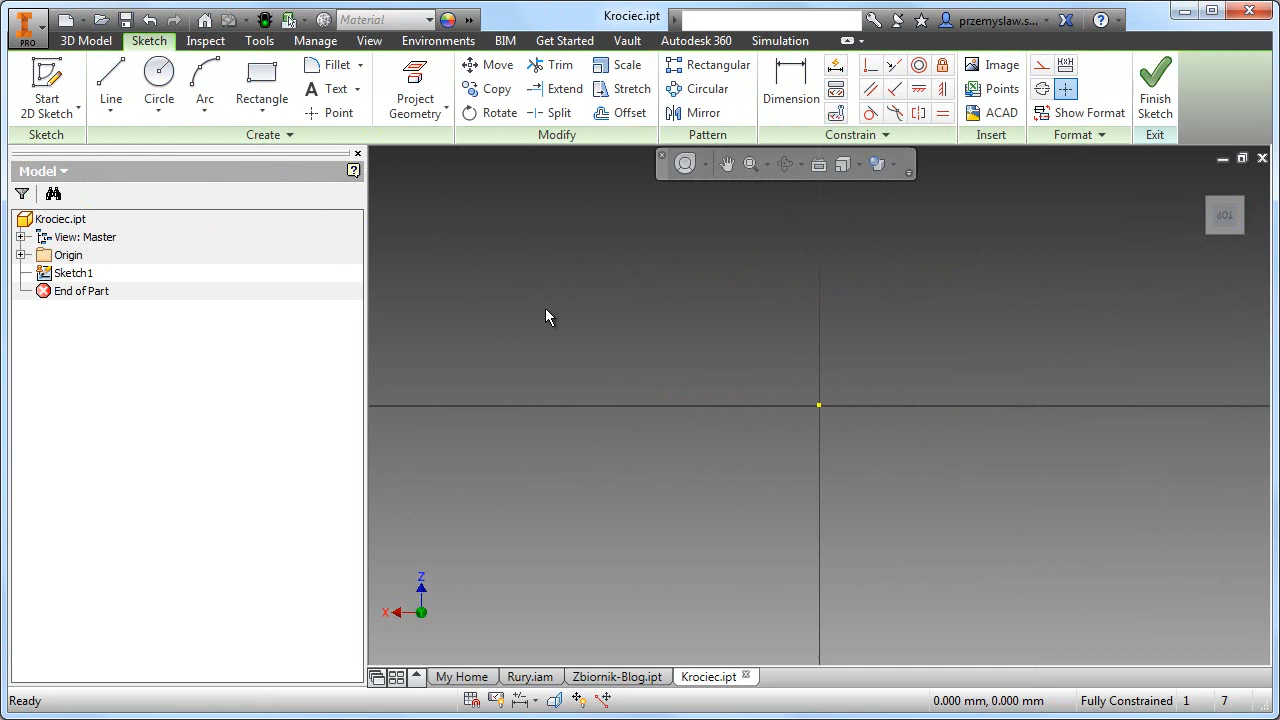 Material
Krociec.ipt
przemyslaw.s...
PRO
3D Model Sketch Inspect Tools Manage View Environments BIM Get Started Vault Autodesk 360 Simulation
Start 2D Sketch
Line
Circle
Arc
Rectangle
Fillet
Text
Point
Project Geometry
Move
Copy
Rotate
Trim
Extend
Split
Scale
Stretch
Offset
Rectangular
Circular
Mirror
Dimension
Image
Points
ACAD
Show Format
Finish Sketch
Sketch Create Modify Pattern Constrain Insert Format Exit
Model
Krociec.ipt
View: Master
Origin
Sketch1
End of Part
TOP
Z
X
Y
My Home Rury.iam Zbiornik-Blog.ipt Krociec.ipt
Ready 0.000 mm, 0.000 mm Fully Constrained 1 7